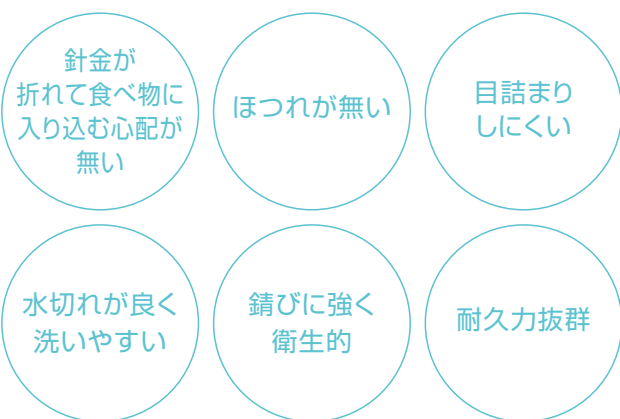 針金が
折れて食べ物に
入り込む心配が
無い
ほつれが無い
目詰まり
しにくい
水切れが良く
洗いやすい
錆びに強く
衛生的
耐久力抜群